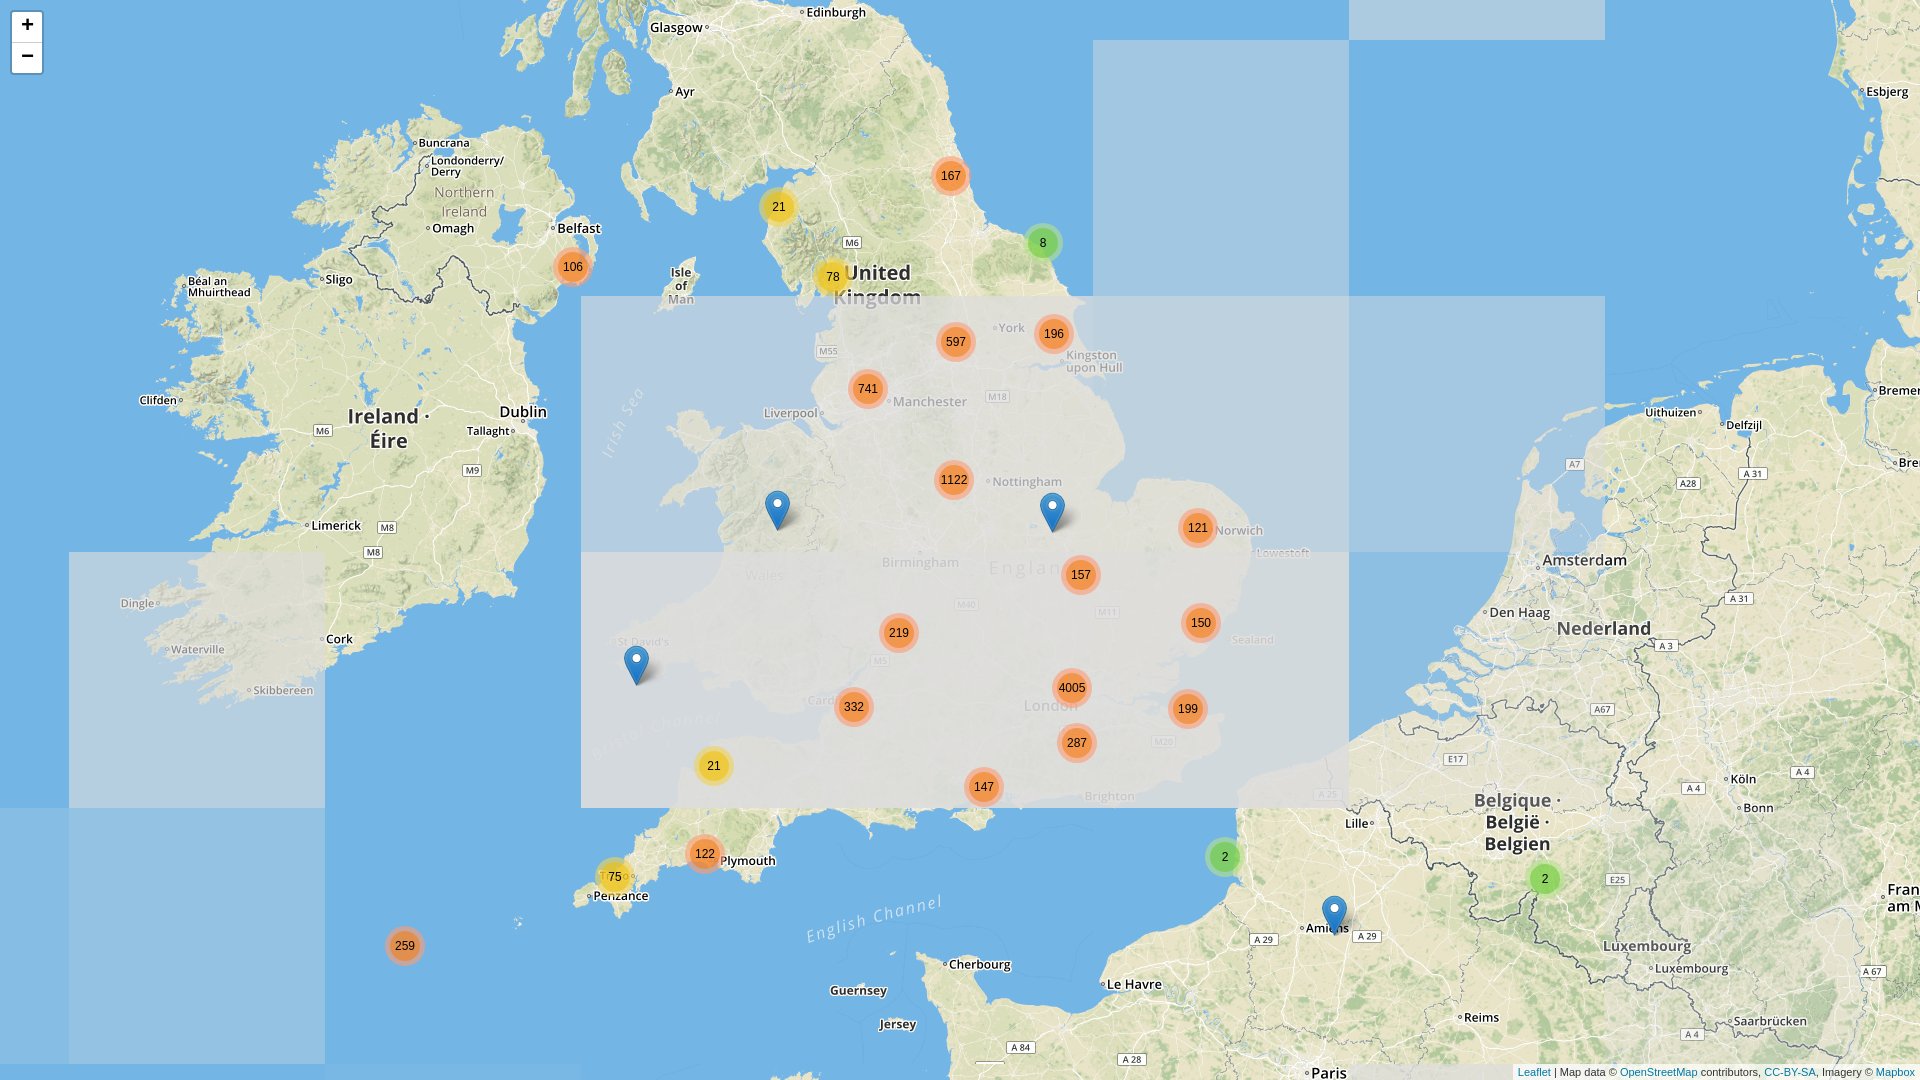 +
−
Edinburgh
Glasgow
Ayr
Esbjerg
Buncrana
Londonderry/
Derry
Northern
Ireland
Omagh
Belfast
167
21
8
M6
106
78
United
Kingdom
Isle
of
Man
Sligo
Béal an
Mhuirthead
York
196
597
M55
Kingston
upon Hull
741
Manchester
M18
Liverpool
Irish Sea
Clifden
Dublin
Tallaght
Ireland ·
Éire
M6
M9
Bremer
Uithuizen
Delfzijl
A7
A 31
A28
Bre
1122
Nottingham
Limerick
M8
M8
121
Norwich
Lowestoft
Birmingham
England
Wales
157
Amsterdam
Dingle
M40
M11
Den Haag
A 31
Nederland
150
219
Sealand
St David's
Cork
Waterville
M5
A 3
Skibbereen
4005
London
199
Cardi
332
A67
Bristol Channel
287
M20
E17
21
147
Brighton
A 25
Köln
A 4
A 4
Bonn
Belgique ·
België ·
Belgien
Lille
122
Plymouth
2
75
Penzance
2
E25
Fran
am M
English Channel
Amiens
A 29
A 29
259
Luxembourg
Luxembourg
Cherbourg
A 67
Le Havre
Guernsey
Jersey
Reims
Saarbrücken
A 84
A 28
A 4
Paris
Leaflet | Map data © OpenStreetMap contributors, CC-BY-SA, Imagery © Mapbox